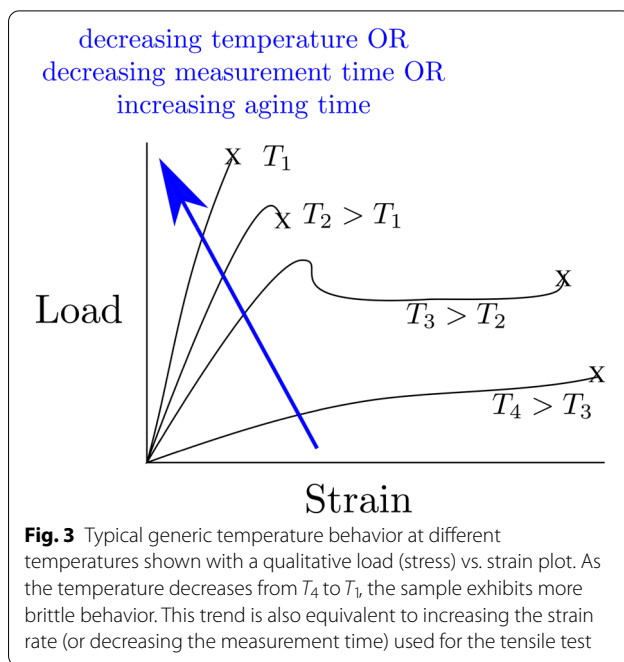 decreasing temperature OR
decreasing measurement time OR
increasing aging time
X T₁
X T₂ > T₁
X
Load
T₃ > T₂
X
T₄ > T₃
Strain
Fig. 3 Typical generic temperature behavior at different
temperatures shown with a qualitative load (stress) vs. strain plot. As
the temperature decreases from T₄ to T₁, the sample exhibits more
brittle behavior. This trend is also equivalent to increasing the strain
rate (or decreasing the measurement time) used for the tensile test